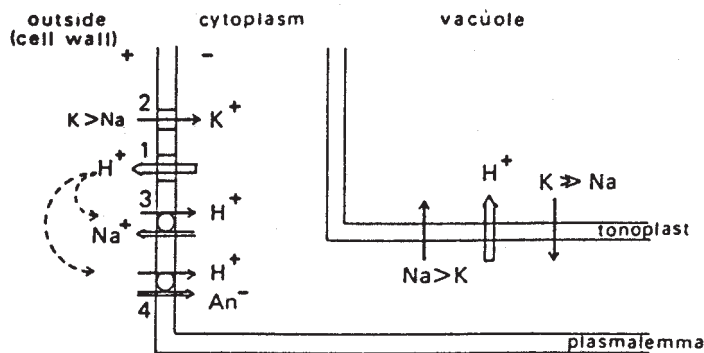 outside cytoplasm vacuole
(cell wall)
+ -
2
K>Na K⁺
1
H⁺
H⁺ K≫Na
3 H⁺
Na⁺ tonoplast
Na>K
H⁺
An⁻
4
plasmalemma